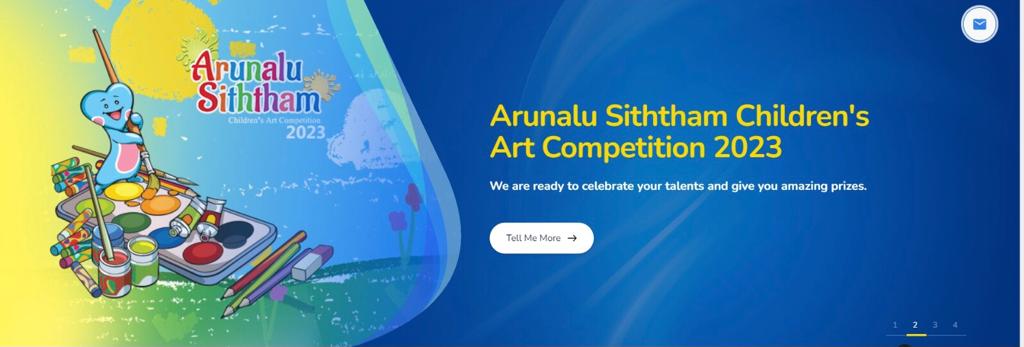 Arunalu
Siththam
Children's Art Competition
2023
Arunalu Siththam Children's
Art Competition 2023
We are ready to celebrate your talents and give you amazing prizes.
Tell Me More →
1 2 3 4